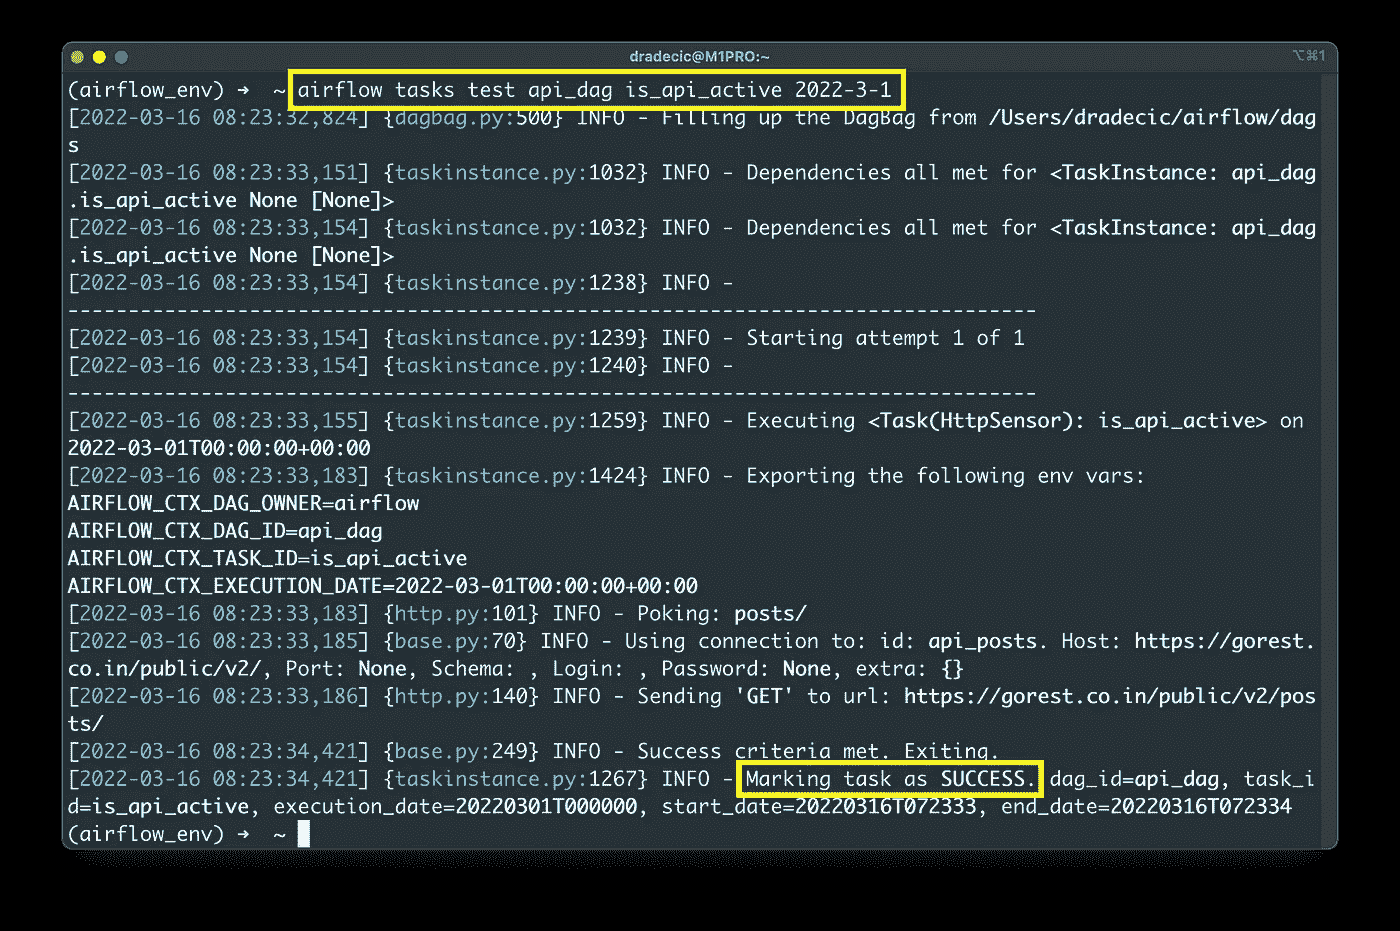 dradecic@M1PRO:~
⌥⌘1
(airflow_env) → ~ airflow tasks test api_dag is_api_active 2022-3-1
[2022-03-16 08:23:32,824] {dagbag.py:500} INFO - Filling up the DagBag from /Users/dradecic/airflow/dag
s
[2022-03-16 08:23:33,151] {taskinstance.py:1032} INFO - Dependencies all met for <TaskInstance: api_dag
.is_api_active None [None]>
[2022-03-16 08:23:33,154] {taskinstance.py:1032} INFO - Dependencies all met for <TaskInstance: api_dag
.is_api_active None [None]>
[2022-03-16 08:23:33,154] {taskinstance.py:1238} INFO -
--------------------------------------------------------------------------------
[2022-03-16 08:23:33,154] {taskinstance.py:1239} INFO - Starting attempt 1 of 1
[2022-03-16 08:23:33,154] {taskinstance.py:1240} INFO -
--------------------------------------------------------------------------------
[2022-03-16 08:23:33,155] {taskinstance.py:1259} INFO - Executing <Task(HttpSensor): is_api_active> on
2022-03-01T00:00:00+00:00
[2022-03-16 08:23:33,183] {taskinstance.py:1424} INFO - Exporting the following env vars:
AIRFLOW_CTX_DAG_OWNER=airflow
AIRFLOW_CTX_DAG_ID=api_dag
AIRFLOW_CTX_TASK_ID=is_api_active
AIRFLOW_CTX_EXECUTION_DATE=2022-03-01T00:00:00+00:00
[2022-03-16 08:23:33,183] {http.py:101} INFO - Poking: posts/
[2022-03-16 08:23:33,185] {base.py:70} INFO - Using connection to: id: api_posts. Host: https://gorest.
co.in/public/v2/, Port: None, Schema: , Login: , Password: None, extra: {}
[2022-03-16 08:23:33,186] {http.py:140} INFO - Sending 'GET' to url: https://gorest.co.in/public/v2/pos
ts/
[2022-03-16 08:23:34,421] {base.py:249} INFO - Success criteria met. Exiting.
[2022-03-16 08:23:34,421] {taskinstance.py:1267} INFO - Marking task as SUCCESS. dag_id=api_dag, task_i
d=is_api_active, execution_date=20220301T000000, start_date=20220316T072333, end_date=20220316T072334
(airflow_env) → ~